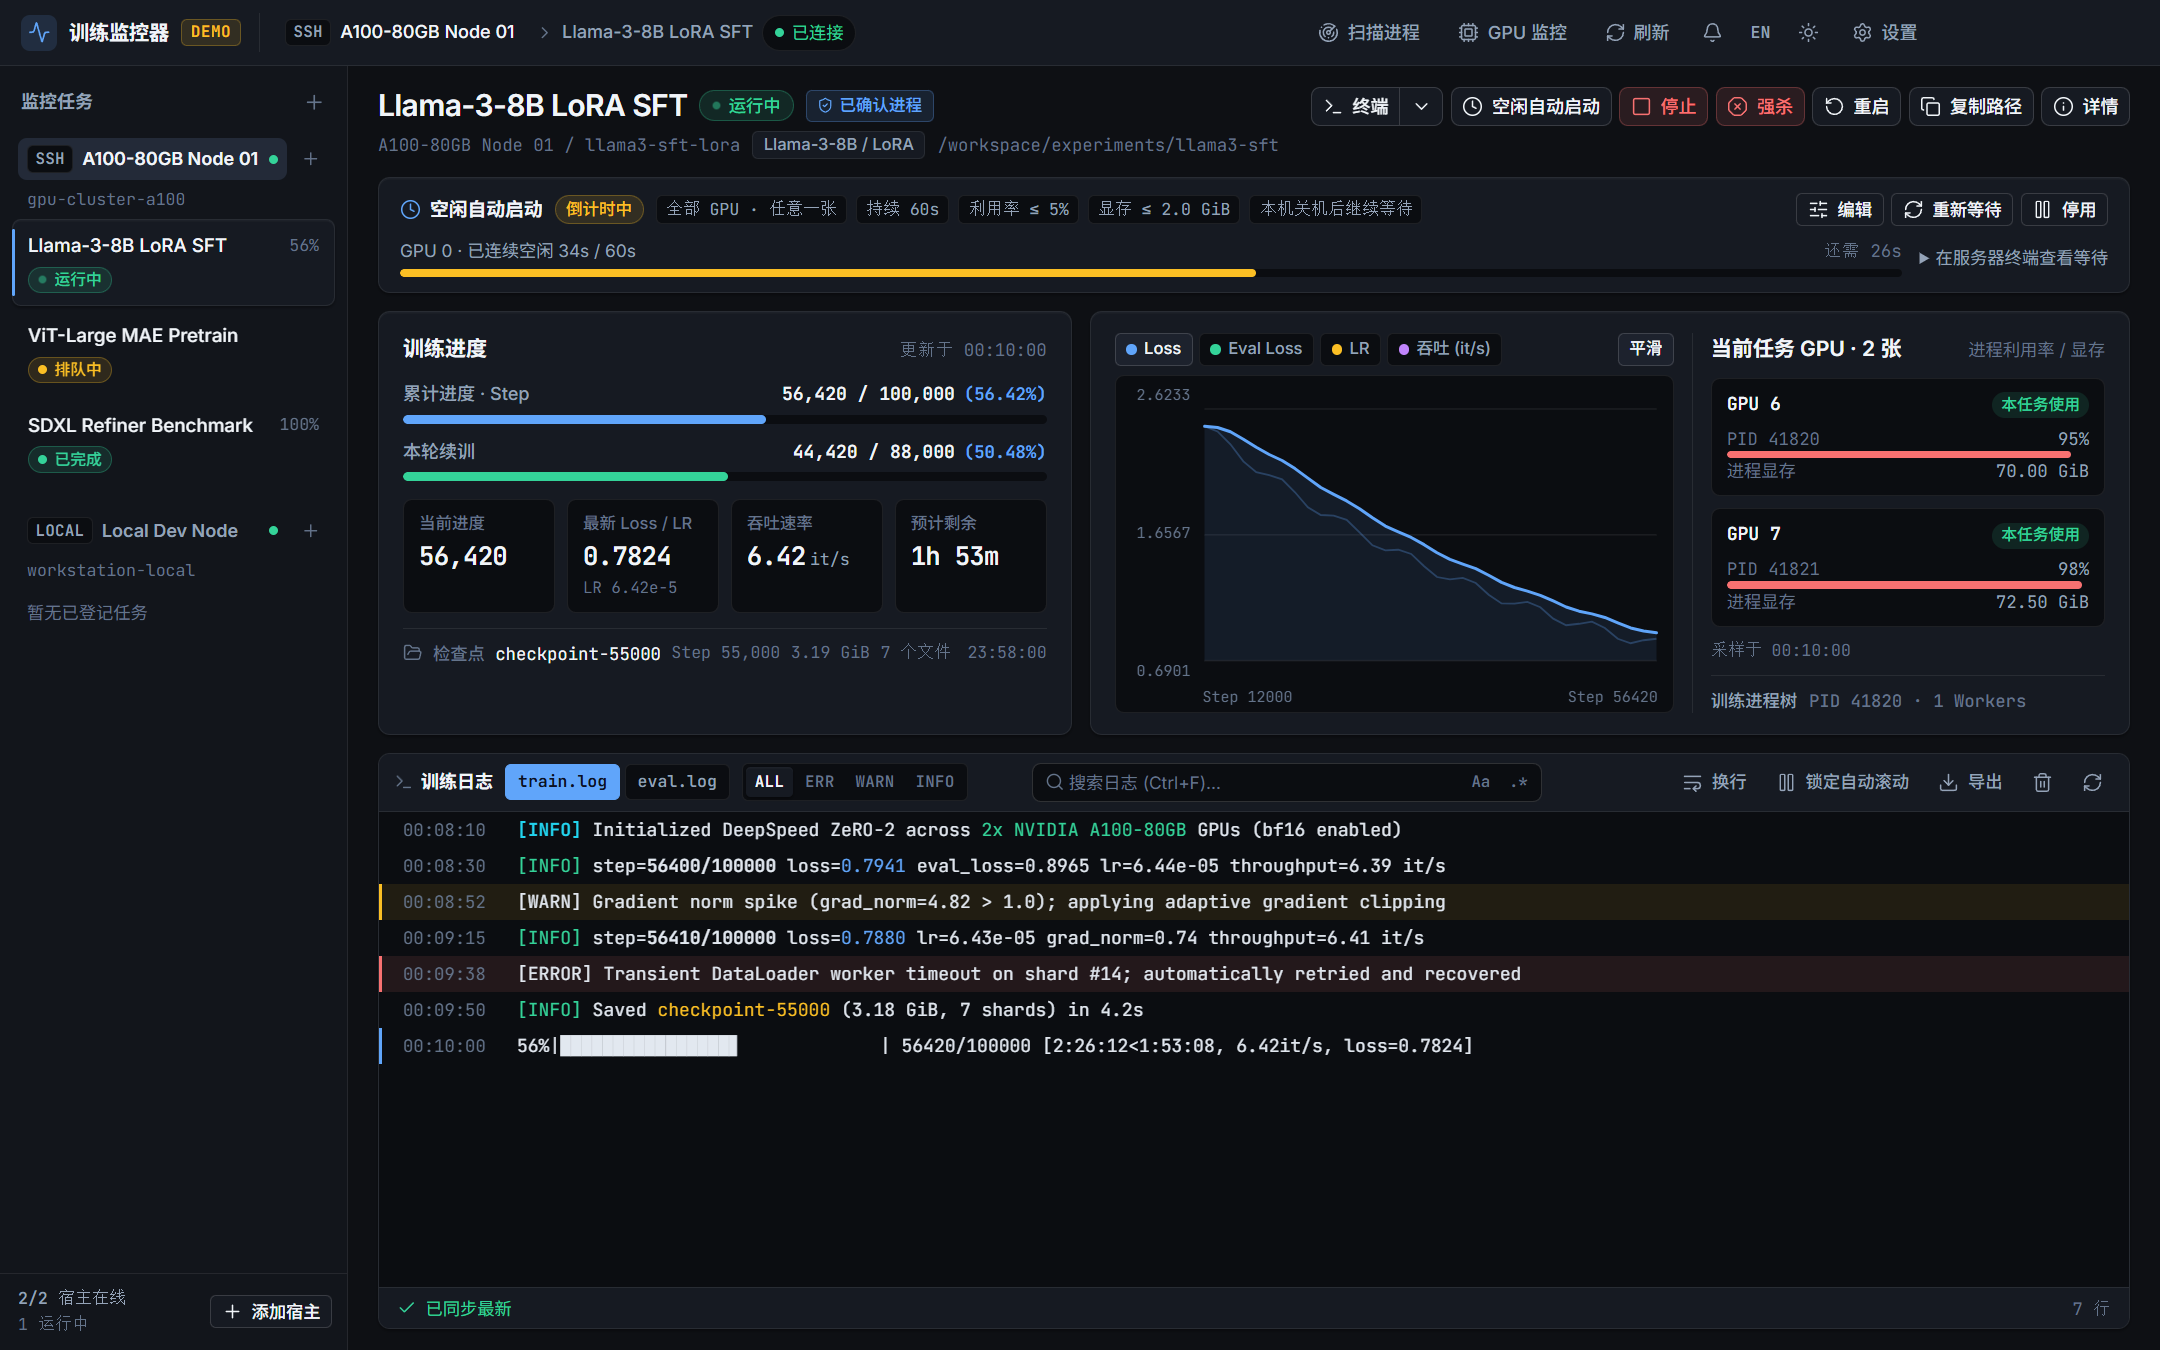 训练监控器 DEMO SSH A100-80GB Node 01 > Llama-3-8B LoRA SFT 已连接 扫描进程 GPU 监控 刷新 EN 设置
监控任务
SSH A100-80GB Node 01
gpu-cluster-a100
Llama-3-8B LoRA SFT 56%
运行中
ViT-Large MAE Pretrain
排队中
SDXL Refiner Benchmark 100%
已完成
LOCAL Local Dev Node
workstation-local
暂无已登记任务
2/2 宿主在线
1 运行中
添加宿主
Llama-3-8B LoRA SFT 运行中 已确认进程 终端 空闲自动启动 停止 强杀 重启 复制路径 详情
A100-80GB Node 01 / llama3-sft-lora Llama-3-8B / LoRA /workspace/experiments/llama3-sft
空闲自动启动 倒计时中 全部 GPU · 任意一张 持续 60s 利用率 ≤ 5% 显存 ≤ 2.0 GiB 本机关机后继续等待 编辑 重新等待 停用
GPU 0 · 已连续空闲 34s / 60s 还需 26s ▶ 在服务器终端查看等待
训练进度 更新于 00:10:00
累计进度 · Step 56,420 / 100,000 (56.42%)
本轮续训 44,420 / 88,000 (50.48%)
当前进度
56,420
最新 Loss / LR
0.7824
LR 6.42e-5
吞吐速率
6.42 it/s
预计剩余
1h 53m
检查点 checkpoint-55000 Step 55,000 3.19 GiB 7 个文件 23:58:00
Loss Eval Loss LR 吞吐 (it/s) 平滑
2.6233
1.6567
0.6901
Step 12000 Step 56420
当前任务 GPU · 2 张 进程利用率 / 显存
GPU 6 本任务使用
PID 41820 95%
进程显存 70.00 GiB
GPU 7 本任务使用
PID 41821 98%
进程显存 72.50 GiB
采样于 00:10:00
训练进程树 PID 41820 · 1 Workers
训练日志 train.log eval.log ALL ERR WARN INFO 搜索日志 (Ctrl+F)... Aa .* 换行 锁定自动滚动 导出
00:08:10 [INFO] Initialized DeepSpeed ZeRO-2 across 2x NVIDIA A100-80GB GPUs (bf16 enabled)
00:08:30 [INFO] step=56400/100000 loss=0.7941 eval_loss=0.8965 lr=6.44e-05 throughput=6.39 it/s
00:08:52 [WARN] Gradient norm spike (grad_norm=4.82 > 1.0); applying adaptive gradient clipping
00:09:15 [INFO] step=56410/100000 loss=0.7880 lr=6.43e-05 grad_norm=0.74 throughput=6.41 it/s
00:09:38 [ERROR] Transient DataLoader worker timeout on shard #14; automatically retried and recovered
00:09:50 [INFO] Saved checkpoint-55000 (3.18 GiB, 7 shards) in 4.2s
00:10:00 56%|████████████████ | 56420/100000 [2:26:12<1:53:08, 6.42it/s, loss=0.7824]
已同步最新 7 行